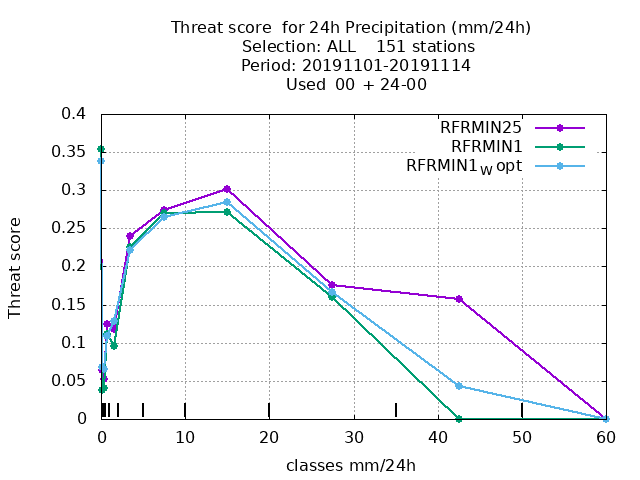 Threat score  for 24h Precipitation (mm/24h)
Selection: ALL    151 stations
Period: 20191101-20191114
Used  00 + 24-00
RFRMIN25
RFRMIN1
RFRMIN1W opt
Threat score
0.4
0.35
0.3
0.25
0.2
0.15
0.1
0.05
0
0 10 20 30 40 50 60
classes mm/24h